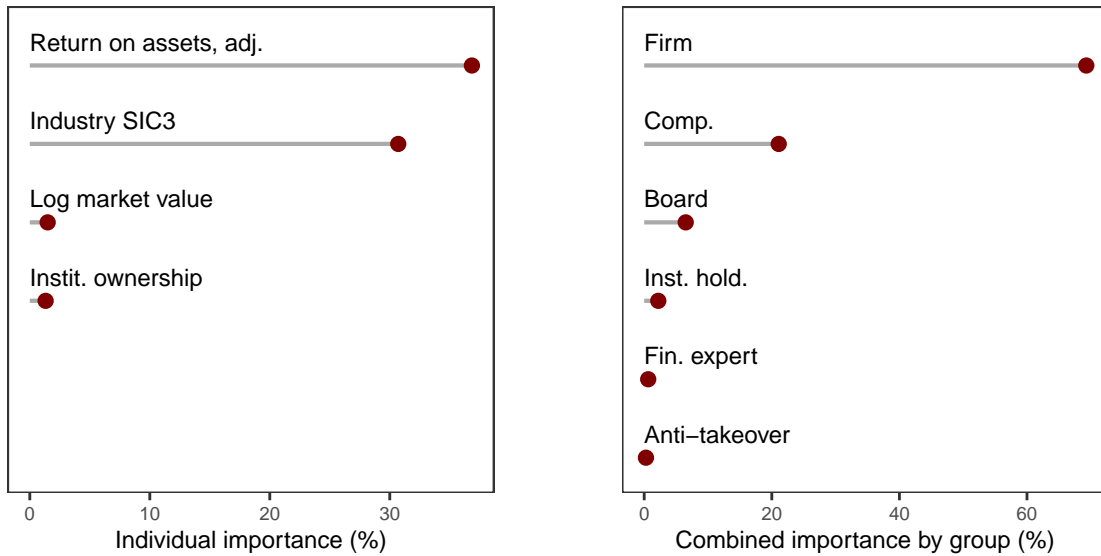 Return on assets, adj.
Industry SIC3
Log market value
Instit. ownership
0 10 20 30
Individual importance (%)
Firm
Comp.
Board
Inst. hold.
Fin. expert
Anti−takeover
0 20 40 60
Combined importance by group (%)